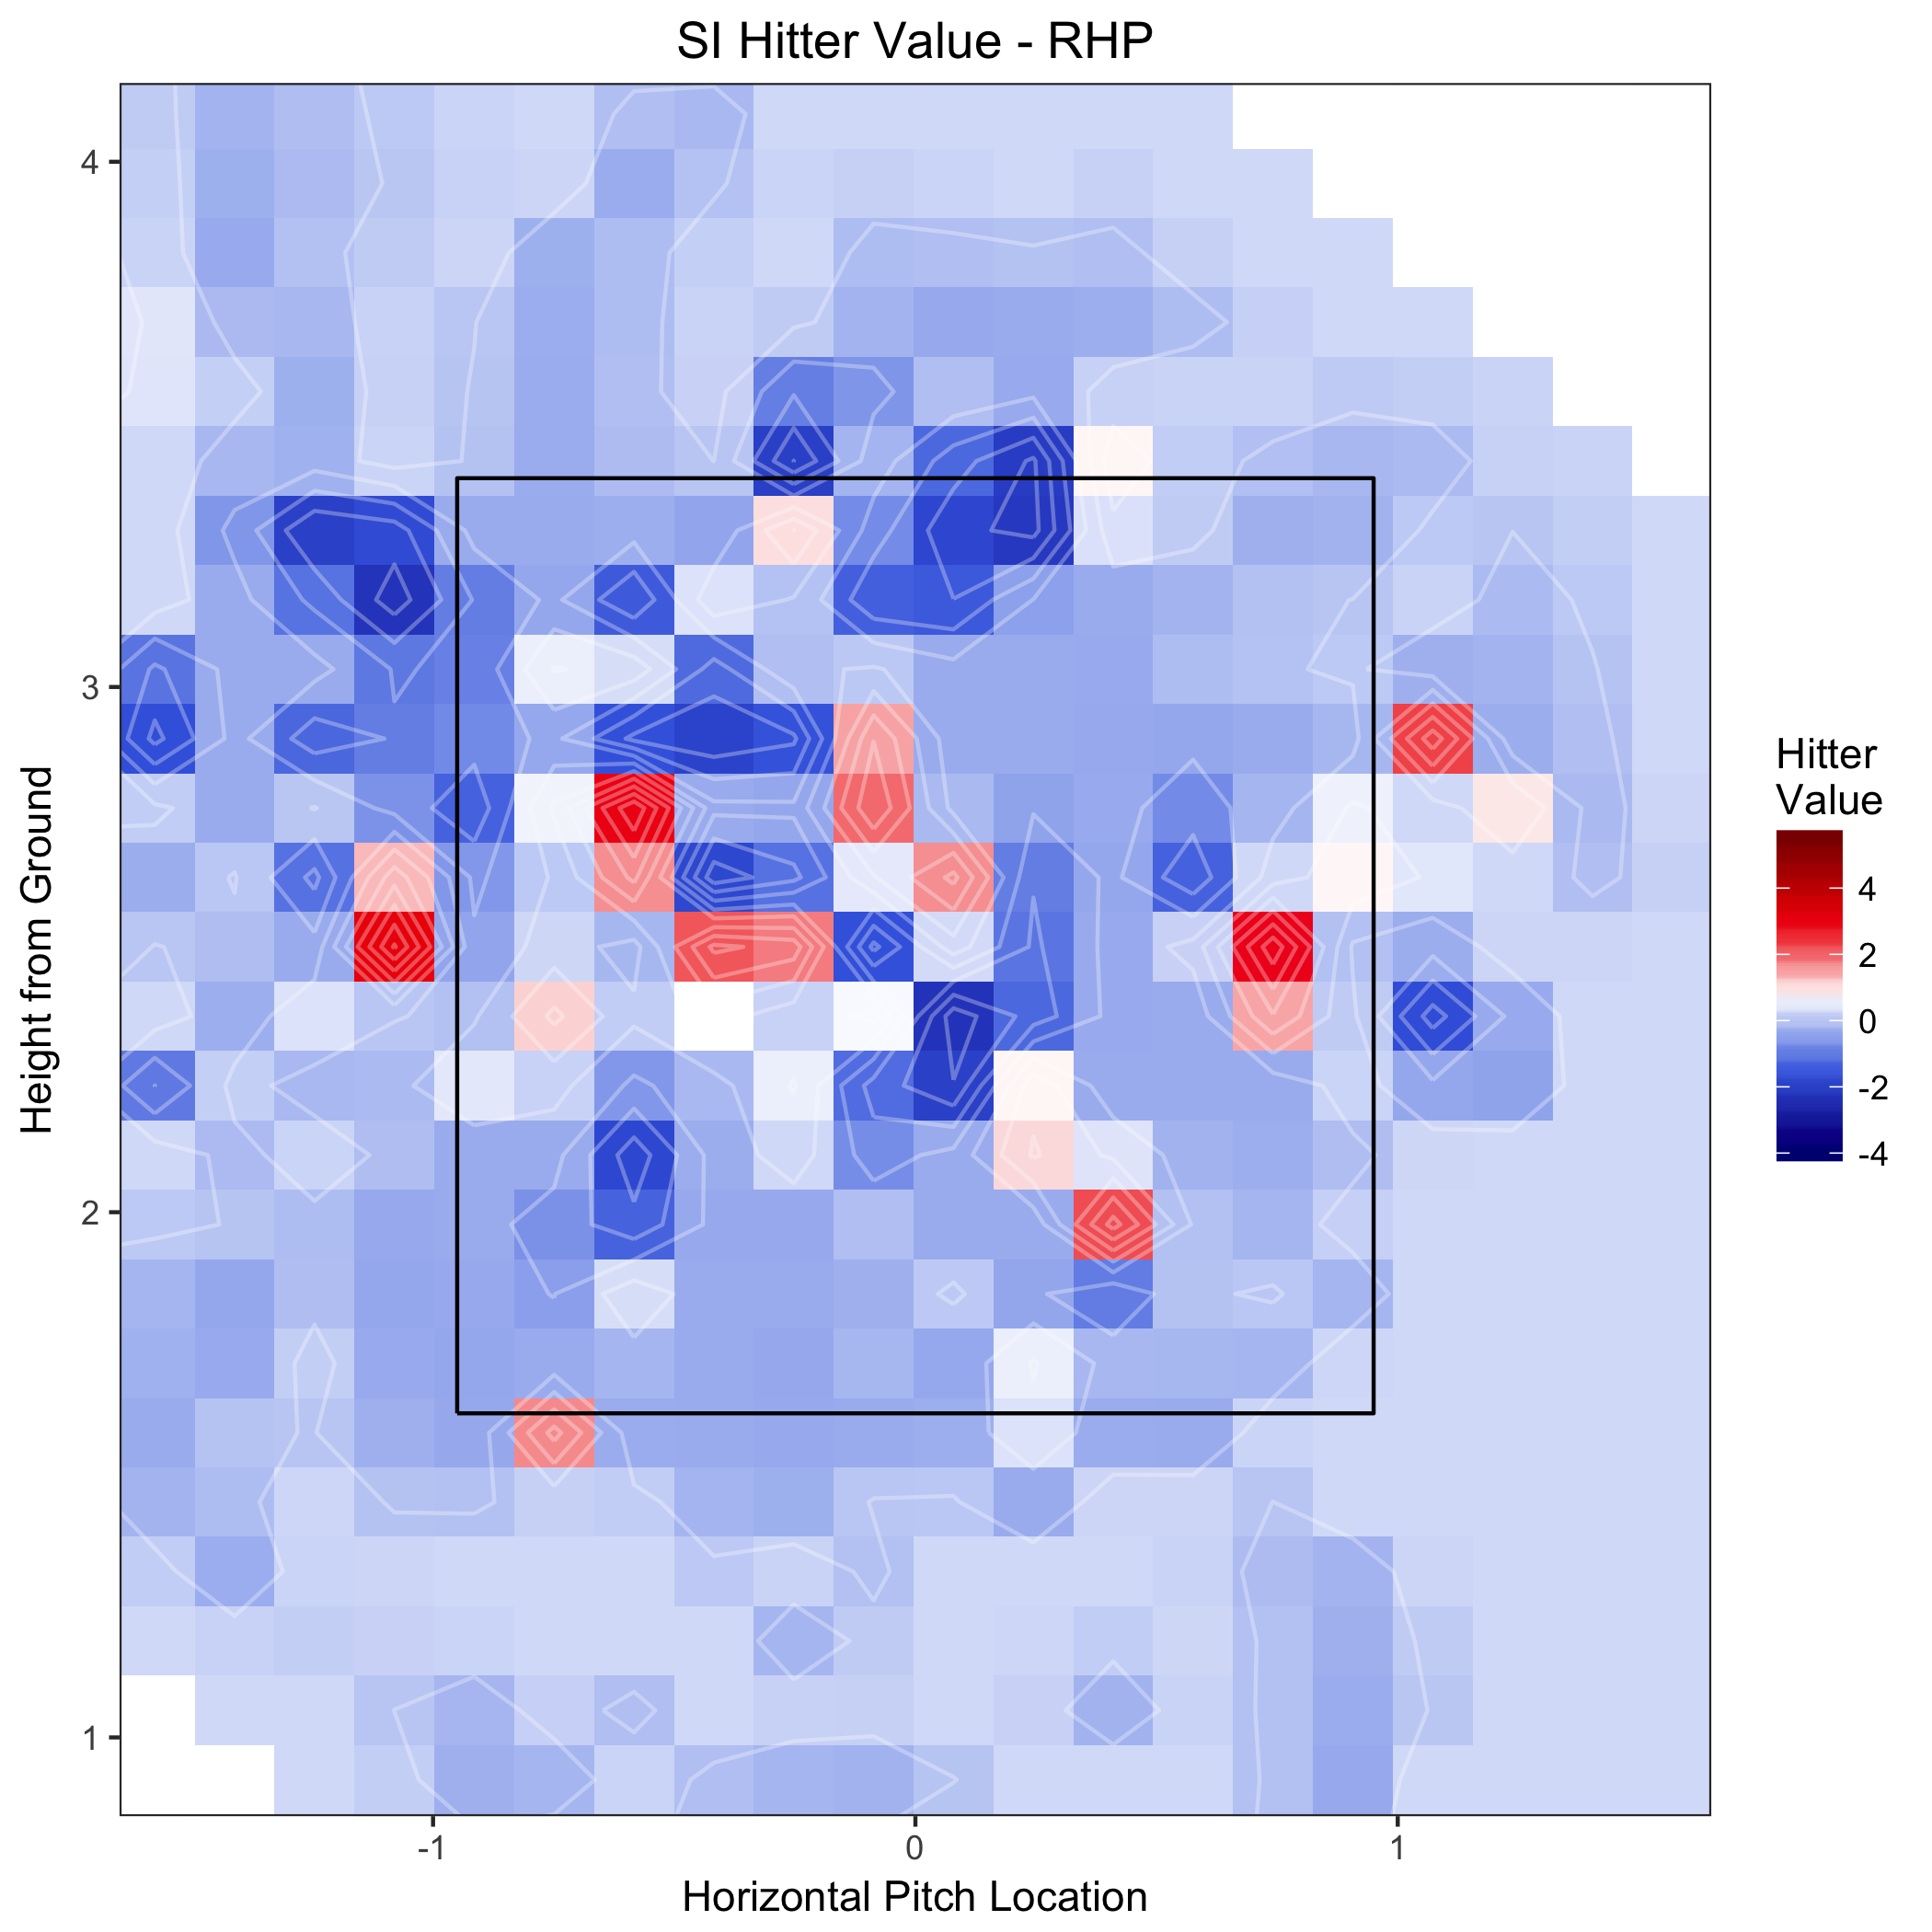 SI Hitter Value - RHP
4
3
2
1
Height from Ground
-1 0 1
Horizontal Pitch Location
Hitter
Value
4
2
0
-2
-4